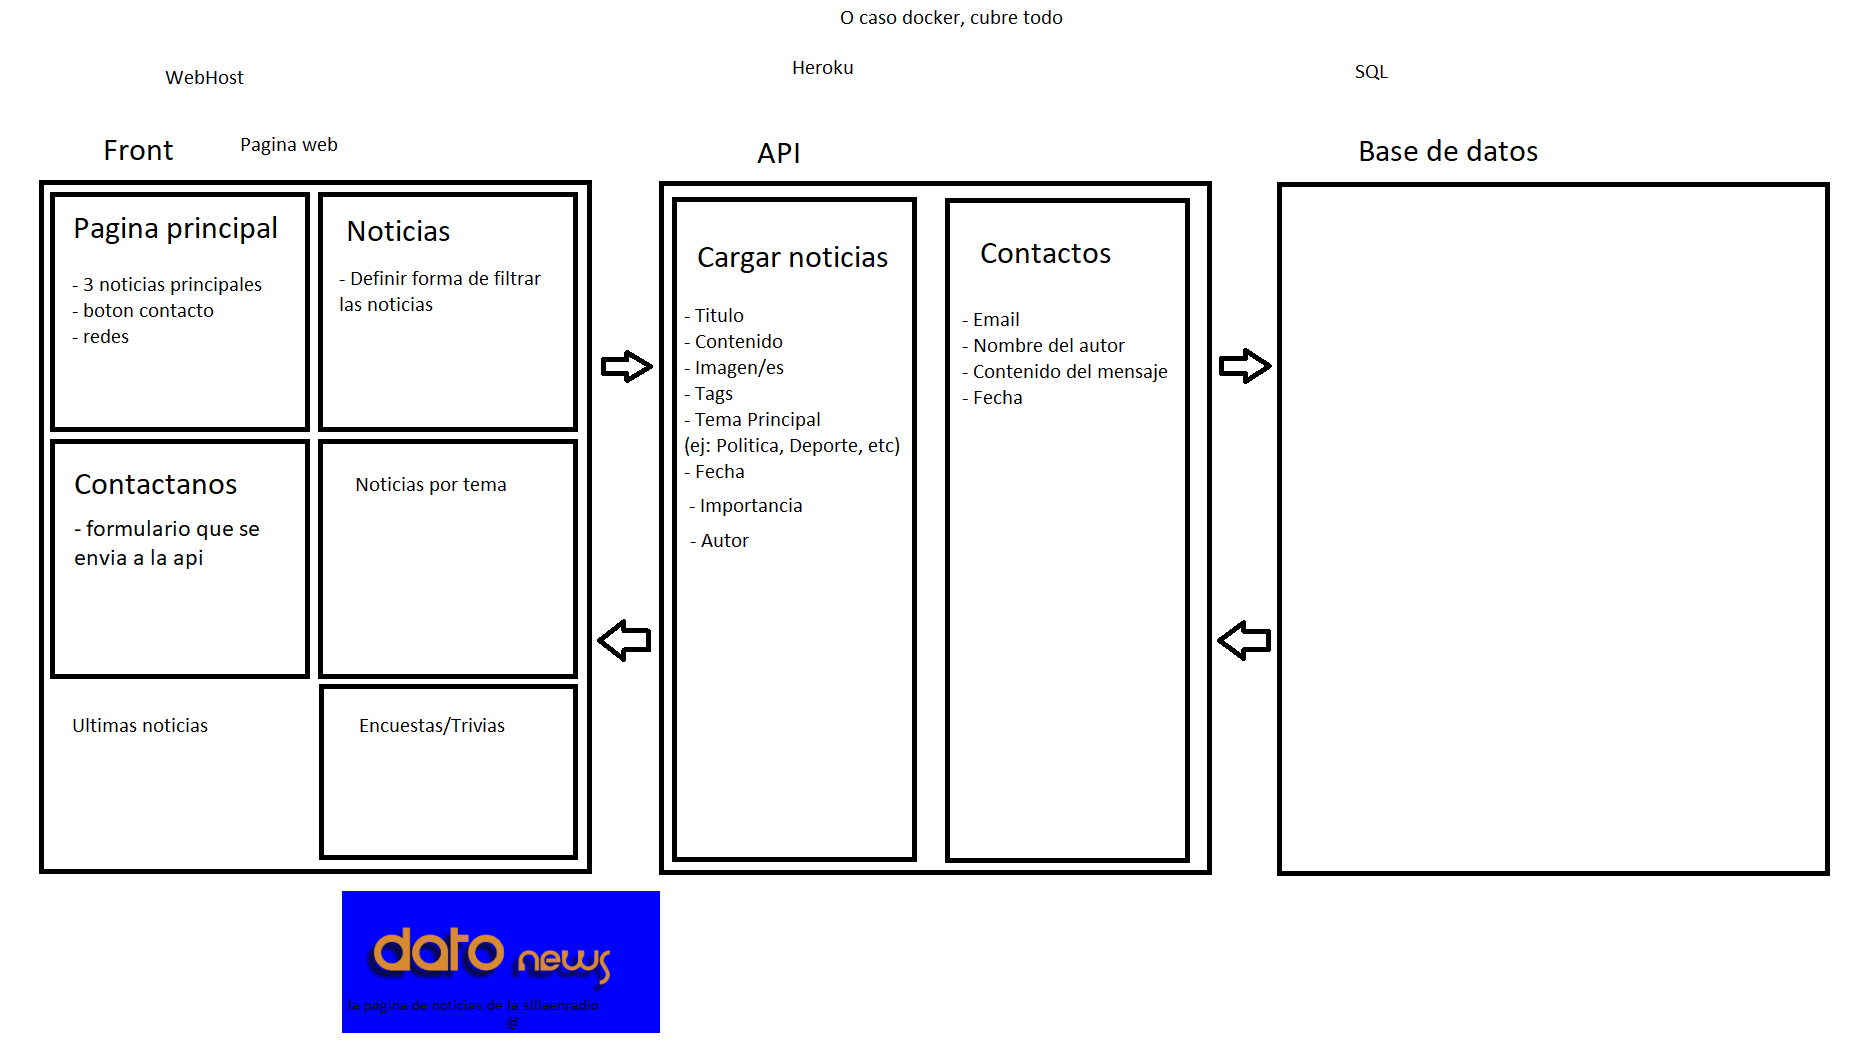 O caso docker, cubre todo
WebHost
Heroku
SQL
Front
Pagina web
API
Base de datos
Pagina principal
- 3 noticias principales
- boton contacto
- redes
Noticias
- Definir forma de filtrar
las noticias
Contactanos
- formulario que se
envia a la api
Noticias por tema
Ultimas noticias
Encuestas/Trivias
Cargar noticias
- Titulo
- Contenido
- Imagen/es
- Tags
- Tema Principal
(ej: Politica, Deporte, etc)
- Fecha
- Importancia
- Autor
Contactos
- Email
- Nombre del autor
- Contenido del mensaje
- Fecha
dato news
la pagina de noticias de la sillaenradio
@